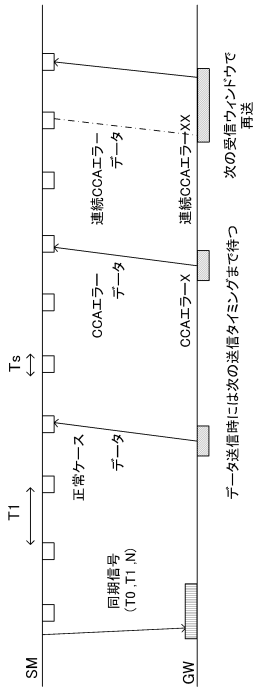 SM
GW
T1
Ts
同期信号
(T0 ,T1 ,N)
正常ケース
データ
CCAエラー
データ
CCAエラーX
連続CCAエラー
データ
連続CCAエラーXX
データ送信時には次の送信タイミングまで待つ
次の受信ウィンドウで
再送